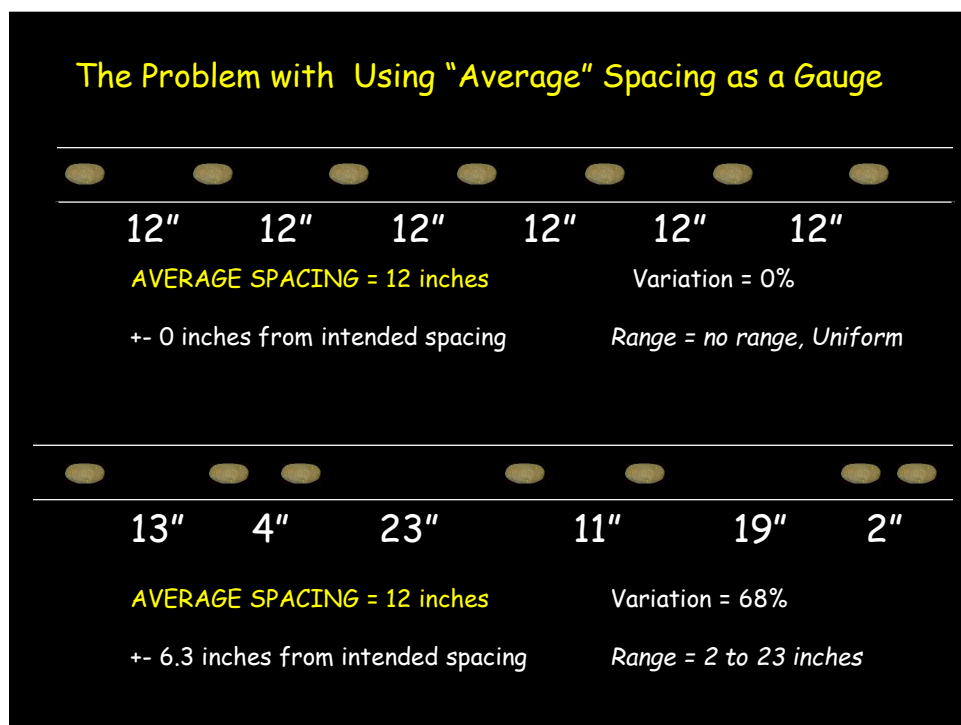 The Problem with  Using “Average” Spacing as a Gauge
12” 12” 12” 12” 12” 12”
AVERAGE SPACING = 12 inches Variation = 0%
+- 0 inches from intended spacing Range = no range, Uniform
13” 4” 23” 11” 19” 2”
AVERAGE SPACING = 12 inches Variation = 68%
+- 6.3 inches from intended spacing Range = 2 to 23 inches